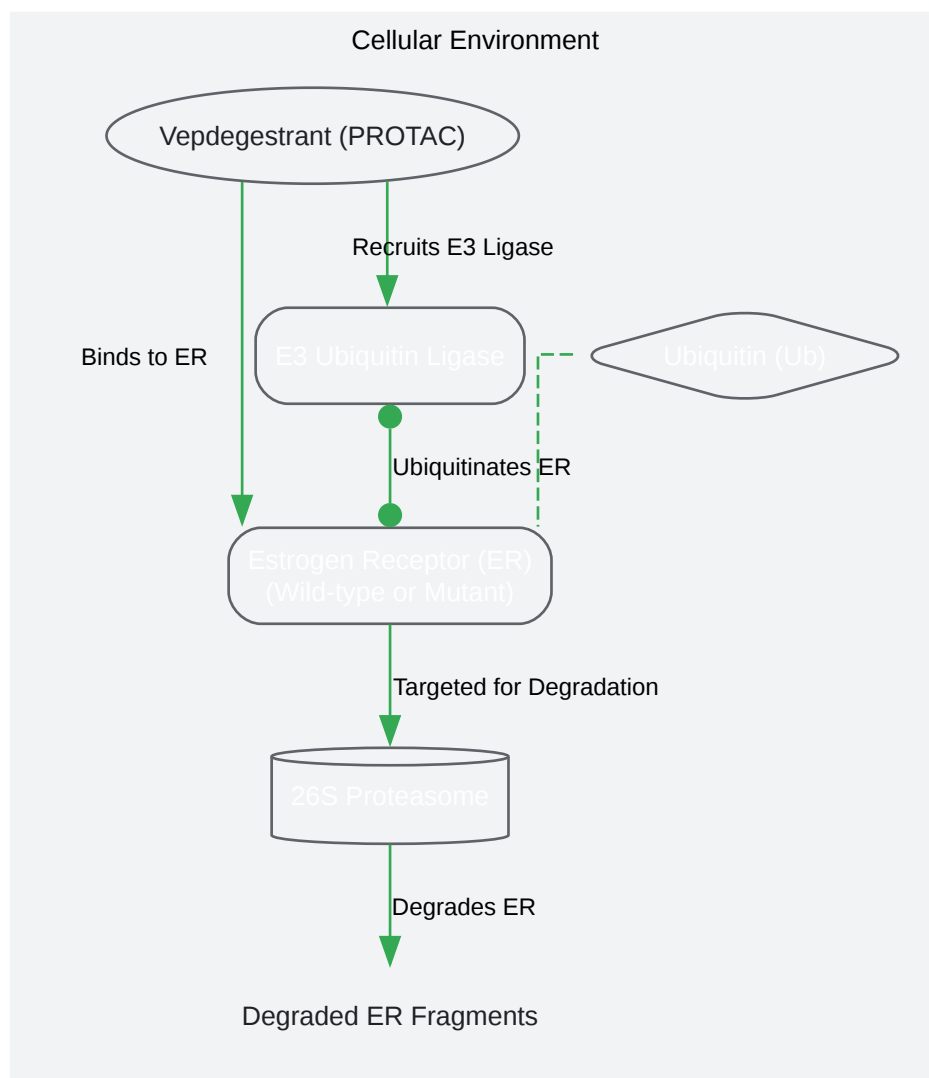 Cellular Environment
Vepdegestrant (PROTAC)
Recruits E3 Ligase
Binds to ER
E3 Ubiquitin Ligase
Ubiquitin (Ub)
Ubiquitinates ER
Estrogen Receptor (ER)
(Wild-type or Mutant)
Targeted for Degradation
26S Proteasome
Degrades ER
Degraded ER Fragments